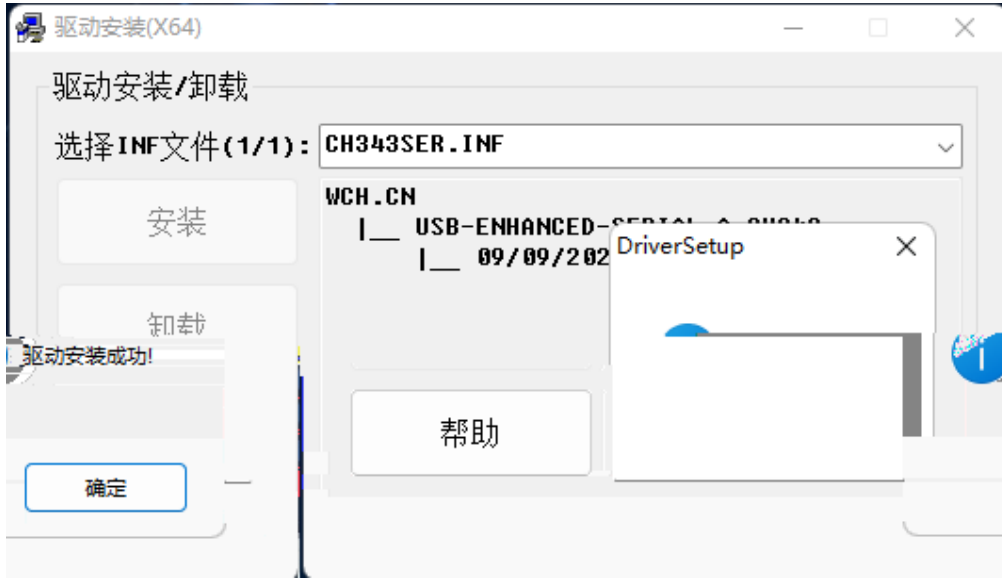 驱动安装(X64)
驱动安装/卸载
选择INF文件(1/1):
CH343SER.INF
安装
WCH.CN
|__ USB-ENHANCED-
|__ 09/09/202
DriverSetup
卸载
驱动安装成功!
帮助
确定